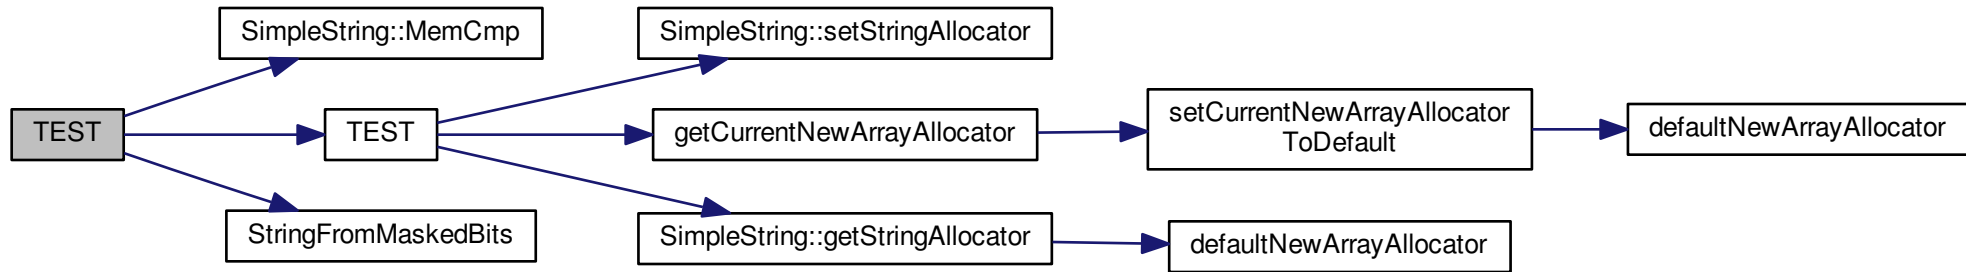 SimpleString::MemCmp
SimpleString::setStringAllocator
TEST
TEST
getCurrentNewArrayAllocator
setCurrentNewArrayAllocator
ToDefault
defaultNewArrayAllocator
StringFromMaskedBits
SimpleString::getStringAllocator
defaultNewArrayAllocator